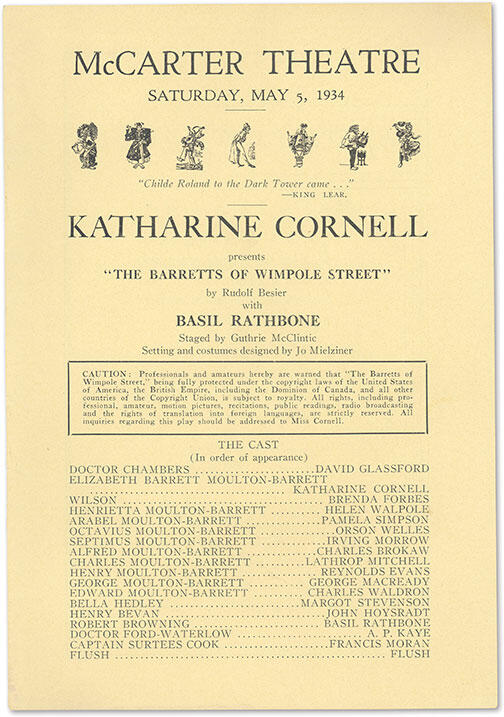 McCARTER THEATRE
SATURDAY, MAY 5, 1934
"Childe Roland to the Dark Tower came . . ."
—KING LEAR.
KATHARINE CORNELL
presents
"THE BARRETTS OF WIMPOLE STREET"
by Rudolf Besier
with
BASIL RATHBONE
Staged by Guthrie McClintic
Setting and costumes designed by Jo Mielziner
CAUTION: Professionals and amateurs hereby are warned that "The Barretts of
Wimpole Street," being fully protected under the copyright laws of the United States
of America, the British Empire, including the Dominion of Canada, and all other
countries of the Copyright Union, is subject to royalty. All rights, including pro-
fessional, amateur, motion pictures, recitations, public readings, radio broadcasting
and the rights of translation into foreign languages, are strictly reserved. All
inquiries regarding this play should be addressed to Miss Cornell.
THE CAST
(In order of appearance)
DOCTOR CHAMBERS ......................DAVID GLASSFORD
ELIZABETH BARRETT MOULTON-BARRETT
........................................ KATHARINE CORNELL
WILSON ........................................ BRENDA FORBES
HENRIETTA MOULTON-BARRETT ........... HELEN WALPOLE
ARABEL MOULTON-BARRETT ............. PAMELA SIMPSON
OCTAVIUS MOULTON-BARRETT ............... ORSON WELLES
SEPTIMUS MOULTON-BARRETT .............. IRVING MORROW
ALFRED MOULTON-BARRETT .............CHARLES BROKAW
CHARLES MOULTON-BARRETT ...........LATHROP MITCHELL
HENRY MOULTON-BARRETT ............... REYNOLDS EVANS
GEORGE MOULTON-BARRETT ............ GEORGE MACREADY
EDWARD MOULTON-BARRETT ........... CHARLES WALDRON
BELLA HEDLEY ........................ MARGOT STEVENSON
HENRY BEVAN ............................JOHN HOYSRADT
ROBERT BROWNING ........................ BASIL RATHBONE
DOCTOR FORD-WATERLOW ........................ A. P. KAYE
CAPTAIN SURTEES COOK ...................FRANCIS MORAN
FLUSH ................................................ FLUSH